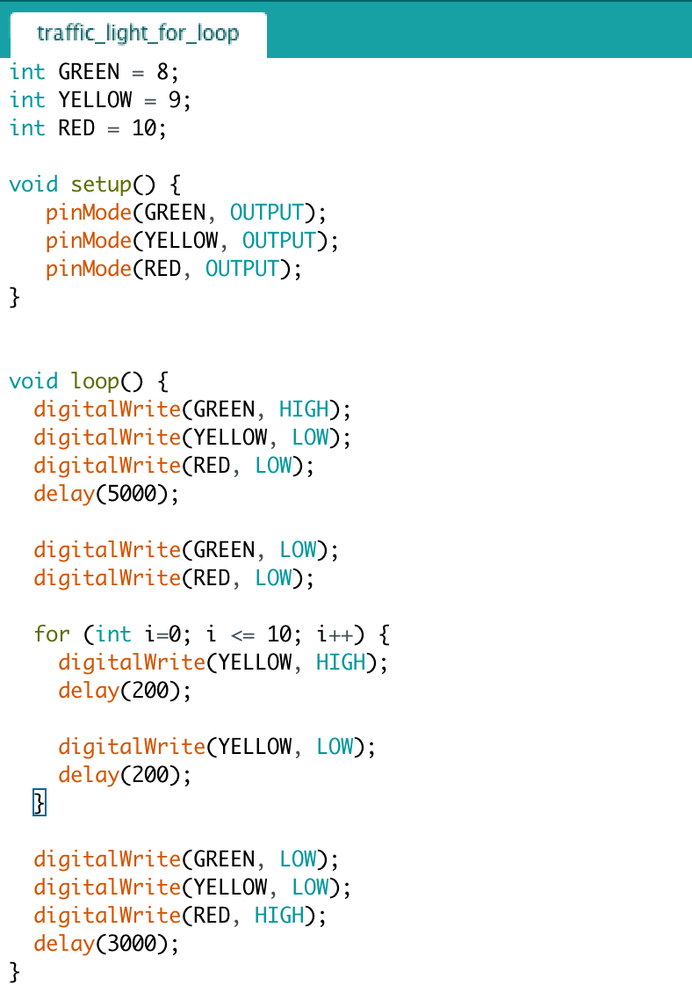 traffic_light_for_loop
int GREEN = 8;
int YELLOW = 9;
int RED = 10;
void setup() {
pinMode(GREEN, OUTPUT);
pinMode(YELLOW, OUTPUT);
pinMode(RED, OUTPUT);
}
void loop() {
digitalWrite(GREEN, HIGH);
digitalWrite(YELLOW, LOW);
digitalWrite(RED, LOW);
delay(5000);
digitalWrite(GREEN, LOW);
digitalWrite(RED, LOW);
for (int i=0; i <= 10; i++) {
digitalWrite(YELLOW, HIGH);
delay(200);
digitalWrite(YELLOW, LOW);
delay(200);
}
digitalWrite(GREEN, LOW);
digitalWrite(YELLOW, LOW);
digitalWrite(RED, HIGH);
delay(3000);
}